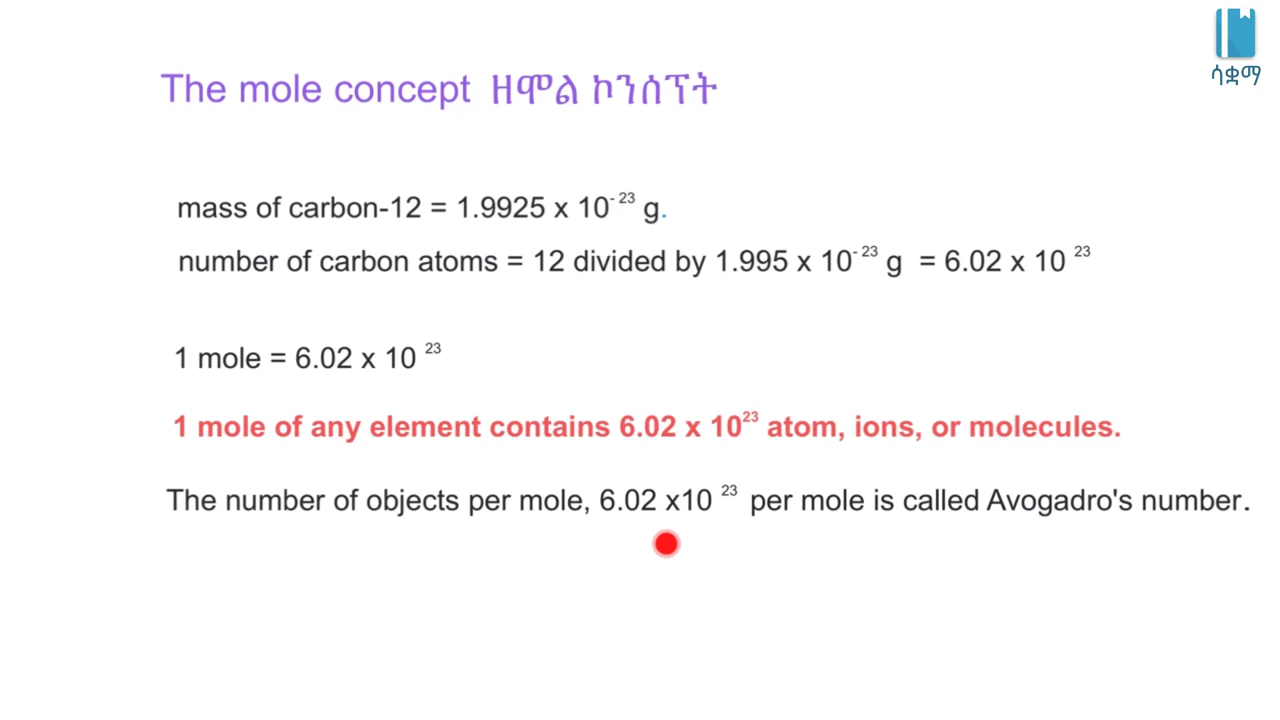 ሳቋማ
The mole concept ዘሞል ኮንሰፕት
mass of carbon-12 = 1.9925 x 10⁻²³ g.
number of carbon atoms = 12 divided by 1.995 x 10⁻²³ g = 6.02 x 10 ²³
1 mole = 6.02 x 10 ²³
1 mole of any element contains 6.02 x 10²³ atom, ions, or molecules.
The number of objects per mole, 6.02 x10 ²³ per mole is called Avogadro's number.